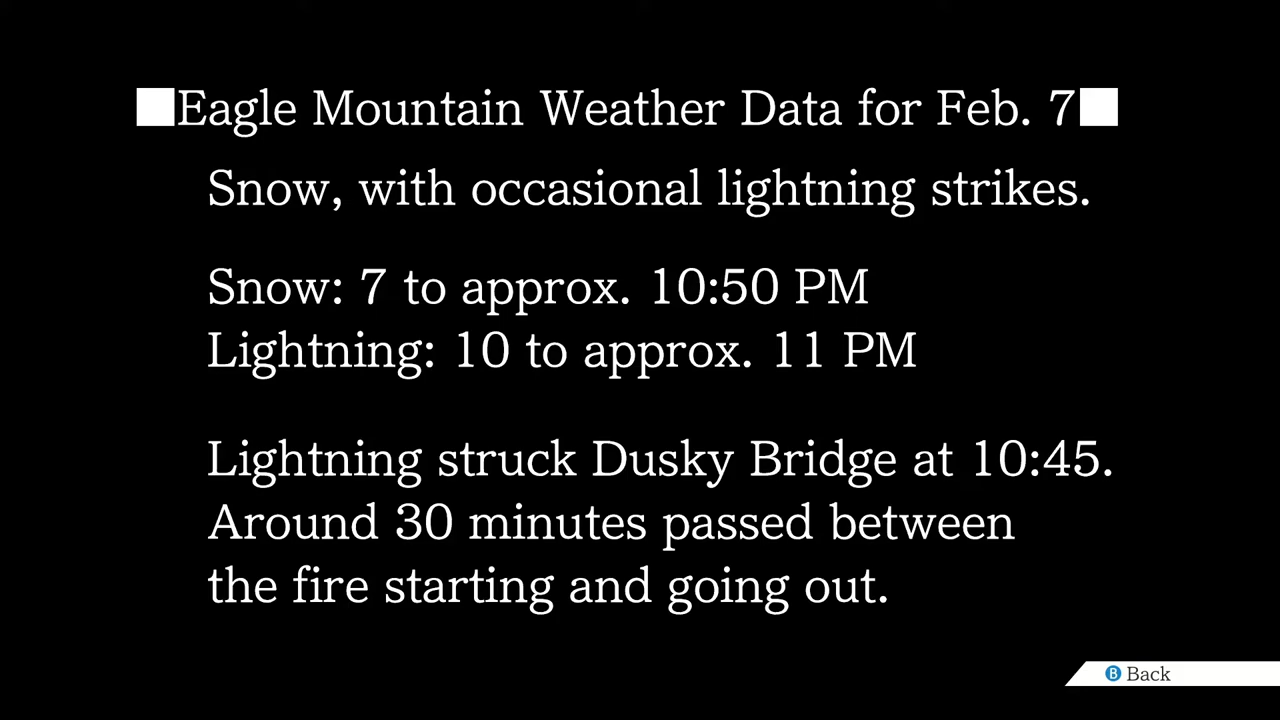 ■Eagle Mountain Weather Data for Feb. 7■
Snow, with occasional lightning strikes.
Snow: 7 to approx. 10:50 PM
Lightning: 10 to approx. 11 PM
Lightning struck Dusky Bridge at 10:45.
Around 30 minutes passed between
the fire starting and going out.
B Back